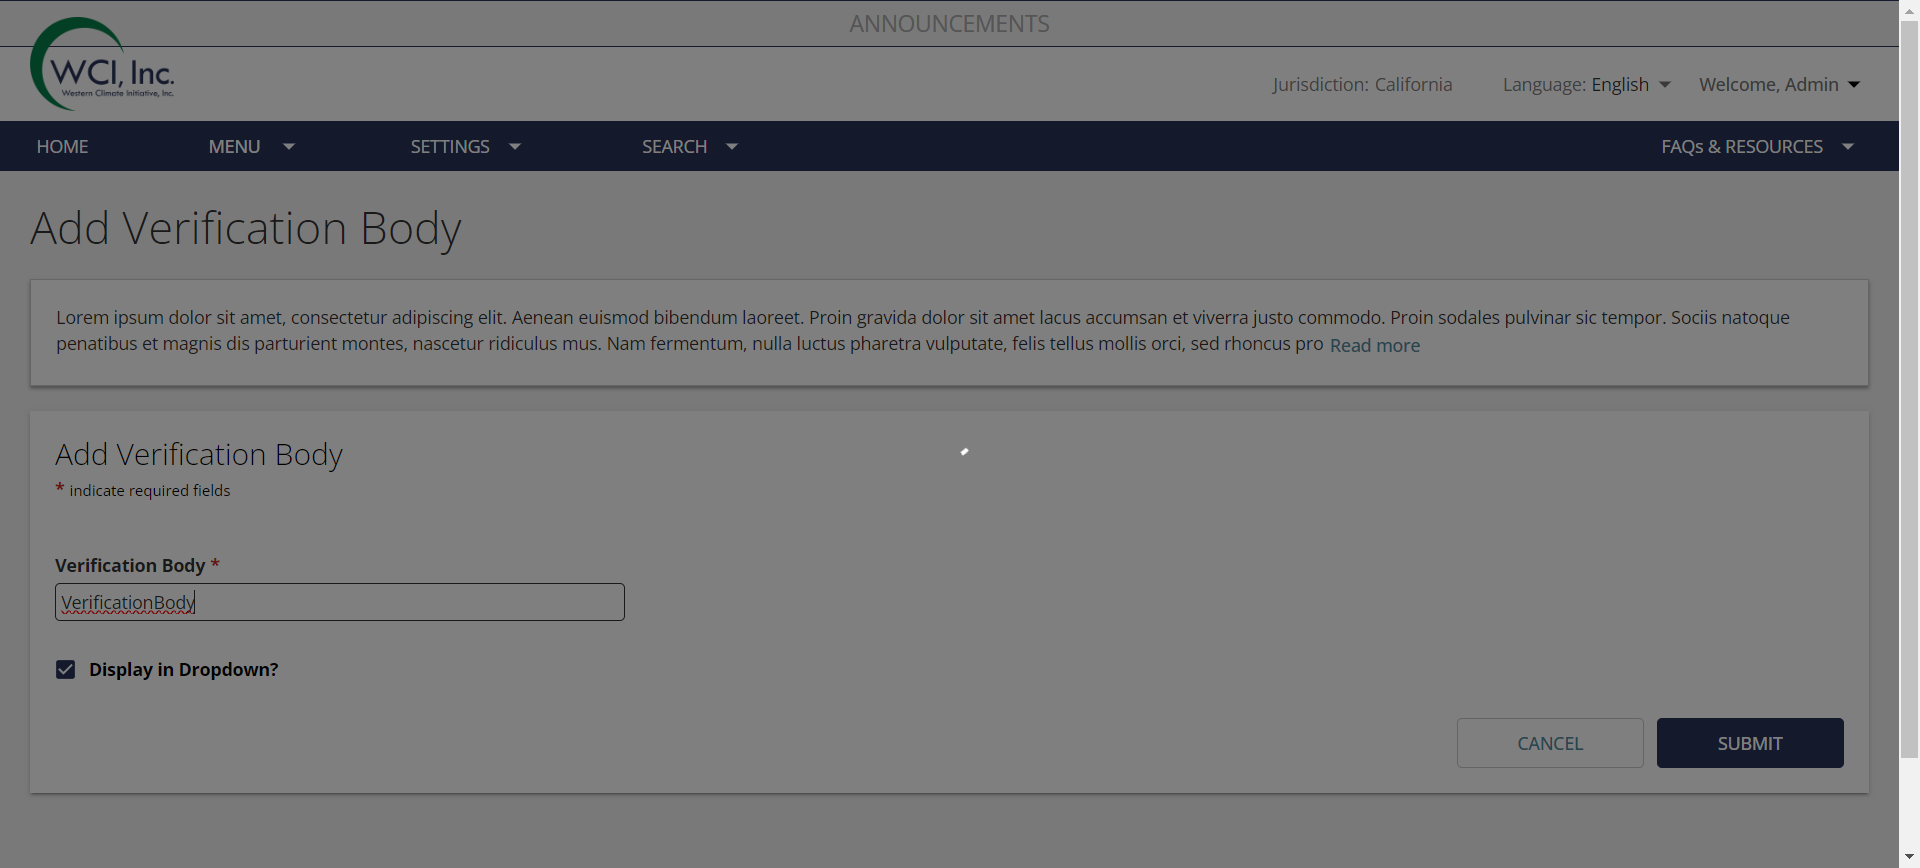 ANNOUNCEMENTS
WCI, Inc.
Western Climate Initiative, Inc.
Jurisdiction: California
Language: English
Welcome, Admin
HOME
MENU
SETTINGS
SEARCH
FAQs & RESOURCES
Add Verification Body
Lorem ipsum dolor sit amet, consectetur adipiscing elit. Aenean euismod bibendum laoreet. Proin gravida dolor sit amet lacus accumsan et viverra justo commodo. Proin sodales pulvinar sic tempor. Sociis natoque
penatibus et magnis dis parturient montes, nascetur ridiculus mus. Nam fermentum, nulla luctus pharetra vulputate, felis tellus mollis orci, sed rhoncus pro Read more
Add Verification Body
* indicate required fields
Verification Body *
VerificationBody
Display in Dropdown?
CANCEL
SUBMIT